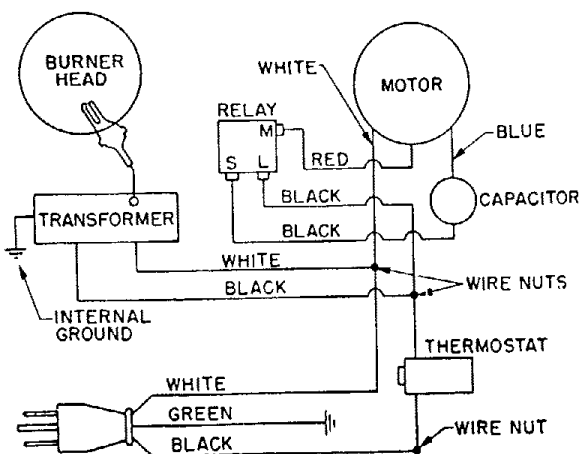 BURNER
HEAD
WHITE
MOTOR
RELAY
M
S L
RED
BLUE
BLACK
CAPACITOR
BLACK
TRANSFORMER
WHITE
BLACK
WIRE NUTS
INTERNAL
GROUND
THERMOSTAT
WHITE
GREEN
BLACK
WIRE NUT